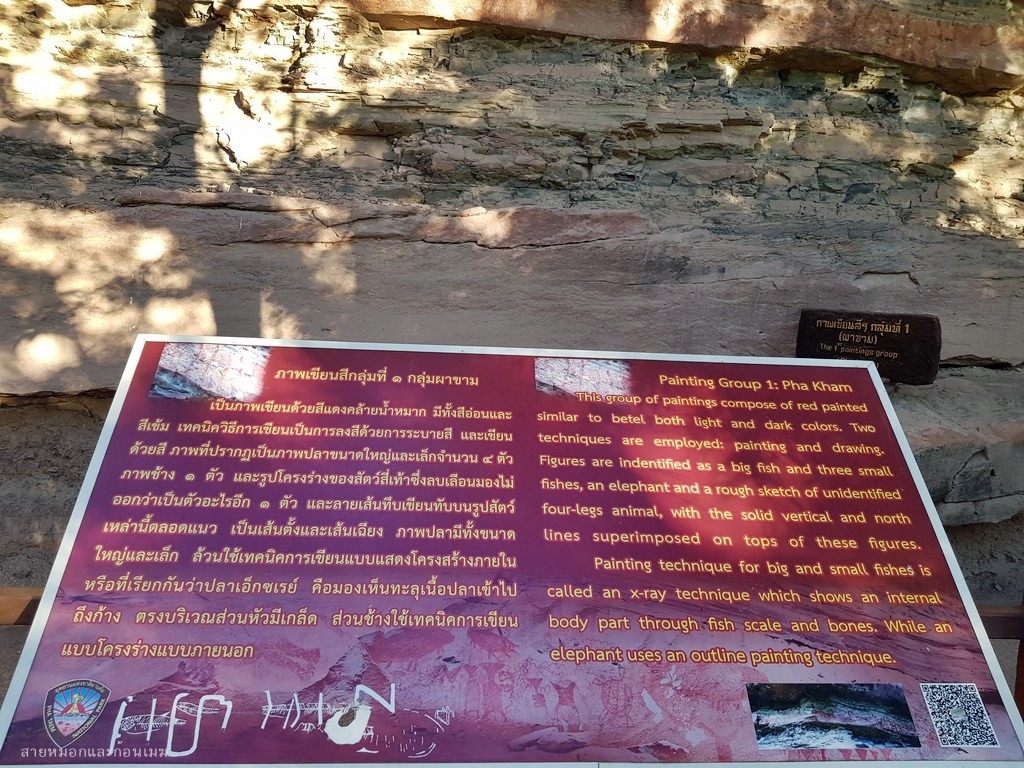 ภาพเขียนสีฯ กลุ่มที่ 1
(ผาขาม)
The 1 paintings group
ภาพเขียนสีกลุ่มที่ ๑ กลุ่มผาขาม
เป็นภาพเขียนด้วยสีแดงคล้ายน้ำหมาก มีทั้งสีอ่อนและ
สีเข้ม เทคนิควิธีการเขียนเป็นการลงสีด้วยการระบายสี และเขียน
ด้วยสี ภาพที่ปรากฏเป็นภาพปลาขนาดใหญ่และเล็กจำนวน ๔ ตัว
ภาพช้าง ๑ ตัว และรูปโครงร่างของสัตว์สี่เท้าซึ่งลบเลือนมองไม่
ออกว่าเป็นตัวอะไรอีก ๑ ตัว และลายเส้นทึบเขียนทับบนรูปสัตว์
เหล่านี้ตลอดแนว เป็นเส้นตั้งและเส้นเฉียง ภาพปลามีทั้งขนาด
ใหญ่และเล็ก ล้วนใช้เทคนิคการเขียนแบบแสดงโครงสร้างภายใน
หรือที่เรียกกันว่าปลาเอ็กซเรย์ คือมองเห็นทะลุเนื้อปลาเข้าไป
ถึงก้าง ตรงบริเวณส่วนหัวมีเกล็ด ส่วนช้างใช้เทคนิคการเขียน
แบบโครงร่างแบบภายนอก
Painting Group 1: Pha Kham
This group of paintings compose of red painted
similar to betel both light and dark colors. Two
techniques are employed: painting and drawing.
Figures are indentified as a big fish and three small
fishes, an elephant and a rough sketch of unidentified
four-legs animal, with the solid vertical and north
lines superimposed on tops of these figures.
Painting technique for big and small fishes is
called an x-ray technique which shows an internal
body part through fish scale and bones. While an
elephant uses an outline painting technique.
PHA TAEM NATIONAL PARK
สายหมอกและก้อนเมฆ